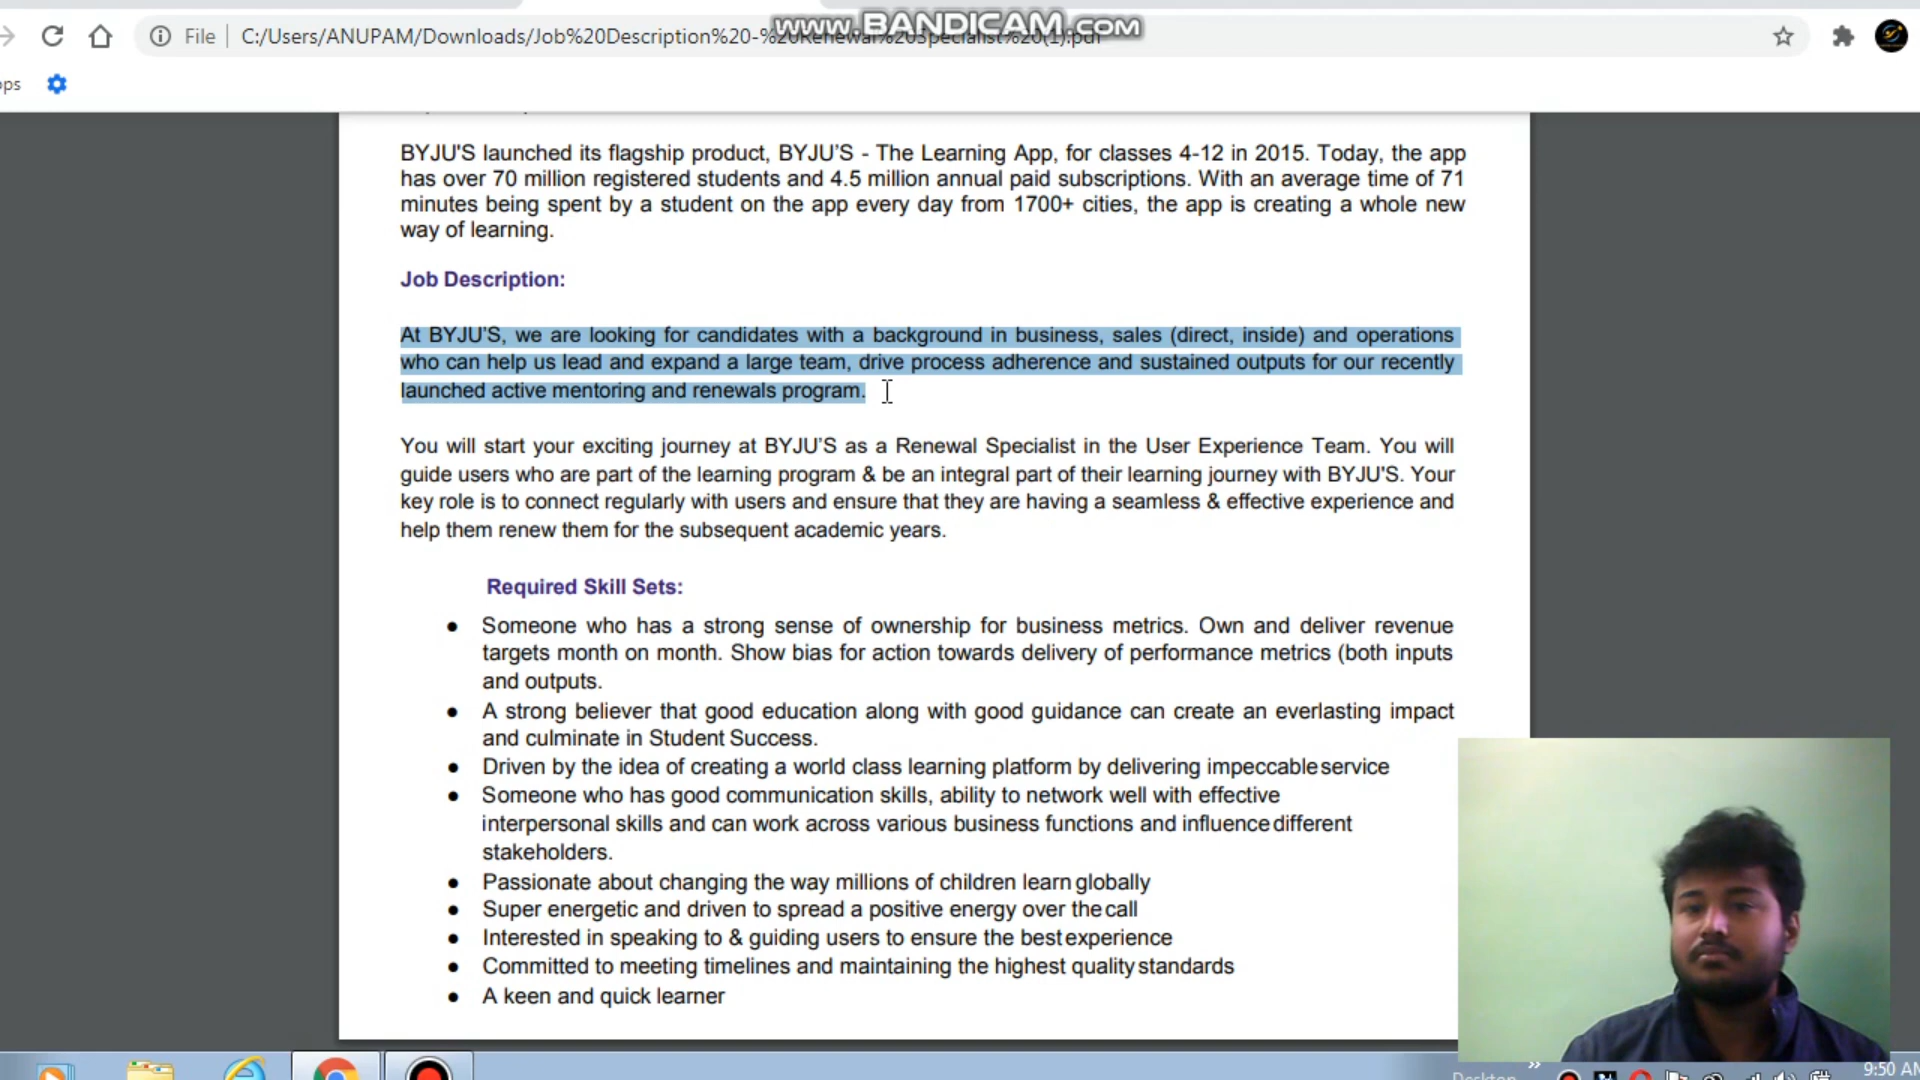 www.BANDICAM.com
File C:/Users/ANUPAM/Downloads/Job%20Description%20-%20Renewal%20Specialist%20(1).pdf
ps
BYJU'S launched its flagship product, BYJU'S - The Learning App, for classes 4-12 in 2015. Today, the app
has over 70 million registered students and 4.5 million annual paid subscriptions. With an average time of 71
minutes being spent by a student on the app every day from 1700+ cities, the app is creating a whole new
way of learning.
Job Description:
At BYJU'S, we are looking for candidates with a background in business, sales (direct, inside) and operations
who can help us lead and expand a large team, drive process adherence and sustained outputs for our recently
launched active mentoring and renewals program.
You will start your exciting journey at BYJU'S as a Renewal Specialist in the User Experience Team. You will
guide users who are part of the learning program & be an integral part of their learning journey with BYJU'S. Your
key role is to connect regularly with users and ensure that they are having a seamless & effective experience and
help them renew them for the subsequent academic years.
Required Skill Sets:
● Someone who has a strong sense of ownership for business metrics. Own and deliver revenue
targets month on month. Show bias for action towards delivery of performance metrics (both inputs
and outputs.
● A strong believer that good education along with good guidance can create an everlasting impact
and culminate in Student Success.
● Driven by the idea of creating a world class learning platform by delivering impeccable service
● Someone who has good communication skills, ability to network well with effective
interpersonal skills and can work across various business functions and influence different
stakeholders.
● Passionate about changing the way millions of children learn globally
● Super energetic and driven to spread a positive energy over the call
● Interested in speaking to & guiding users to ensure the best experience
● Committed to meeting timelines and maintaining the highest quality standards
● A keen and quick learner
Desktop
9:50 AM